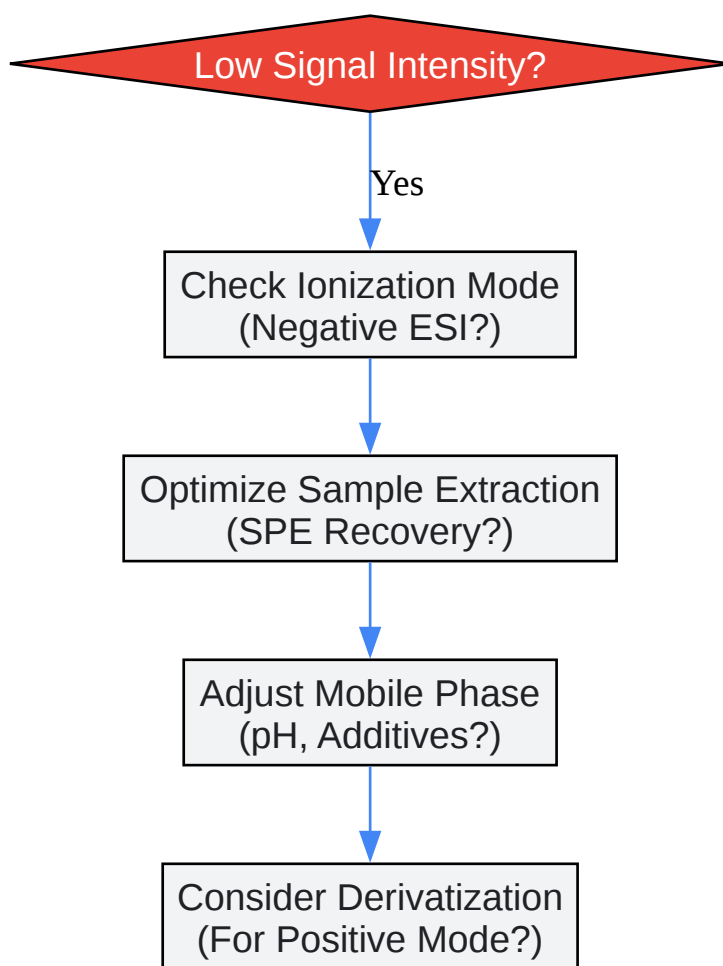 Low Signal Intensity?
Yes
Check Ionization Mode
(Negative ESI?)
Optimize Sample Extraction
(SPE Recovery?)
Adjust Mobile Phase
(pH, Additives?)
Consider Derivatization
(For Positive Mode?)